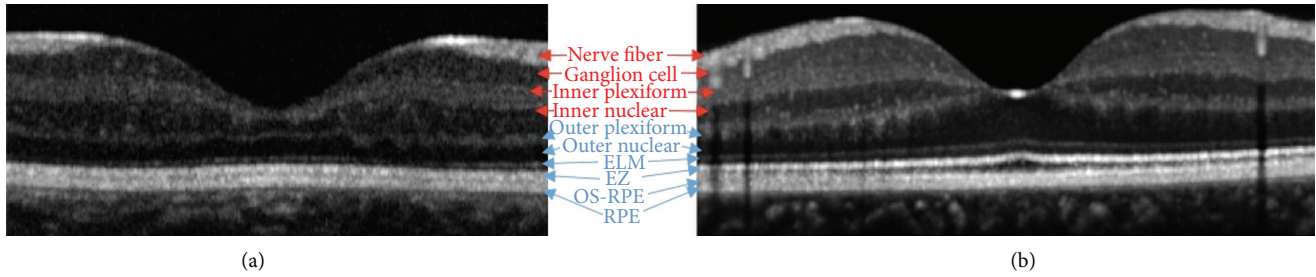 Nerve fiber
Ganglion cell
Inner plexiform
Inner nuclear
Outer plexiform
Outer nuclear
ELM
EZ
OS-RPE
RPE
(a)
(b)